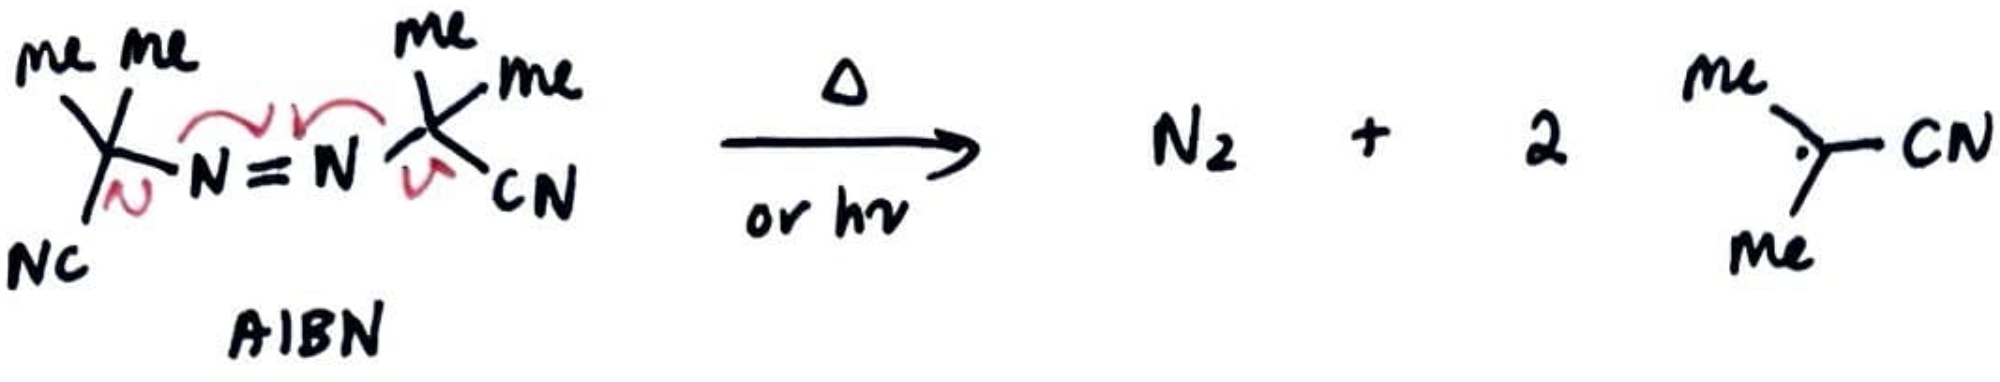 me me me me
N=N
NC CN
AIBN
Δ
or hν
N₂ + 2
me
CN
me